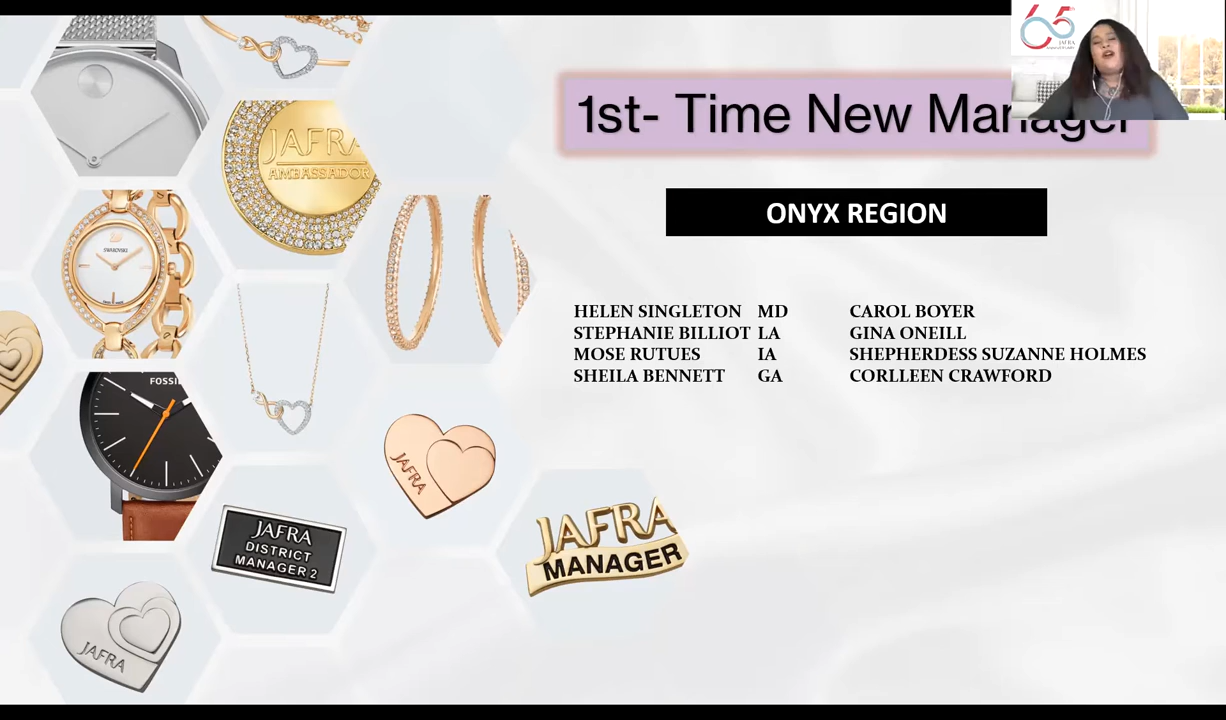 65th
JAFRA
1st- Time New Manager
ONYX REGION
HELEN SINGLETON MD CAROL BOYER
STEPHANIE BILLIOT LA GINA ONEILL
MOSE RUTUES IA SHEPHERDESS SUZANNE HOLMES
SHEILA BENNETT GA CORLLEEN CRAWFORD
JAFRA
AMBASSADOR
SWAROVSKI
FOSSIL
JAFRA
JAFRA
DISTRICT
MANAGER 2
JAFRA
MANAGER
JAFRA